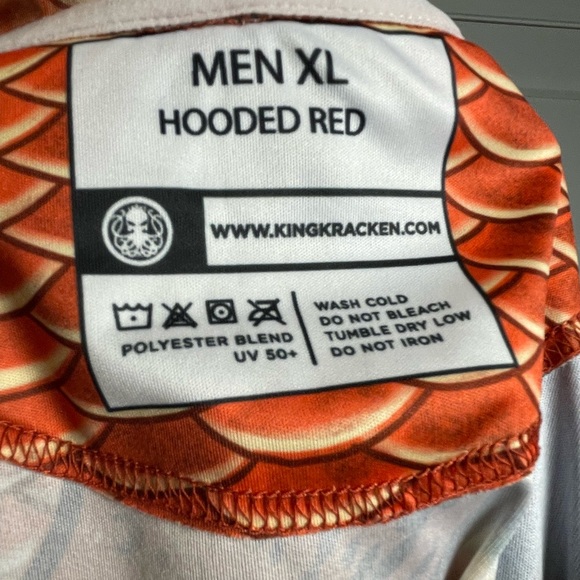 MEN XL
HOODED RED
WWW.KINGKRACKEN.COM
POLYESTER BLEND
UV 50+
WASH COLD
DO NOT BLEACH
TUMBLE DRY LOW
DO NOT IRON